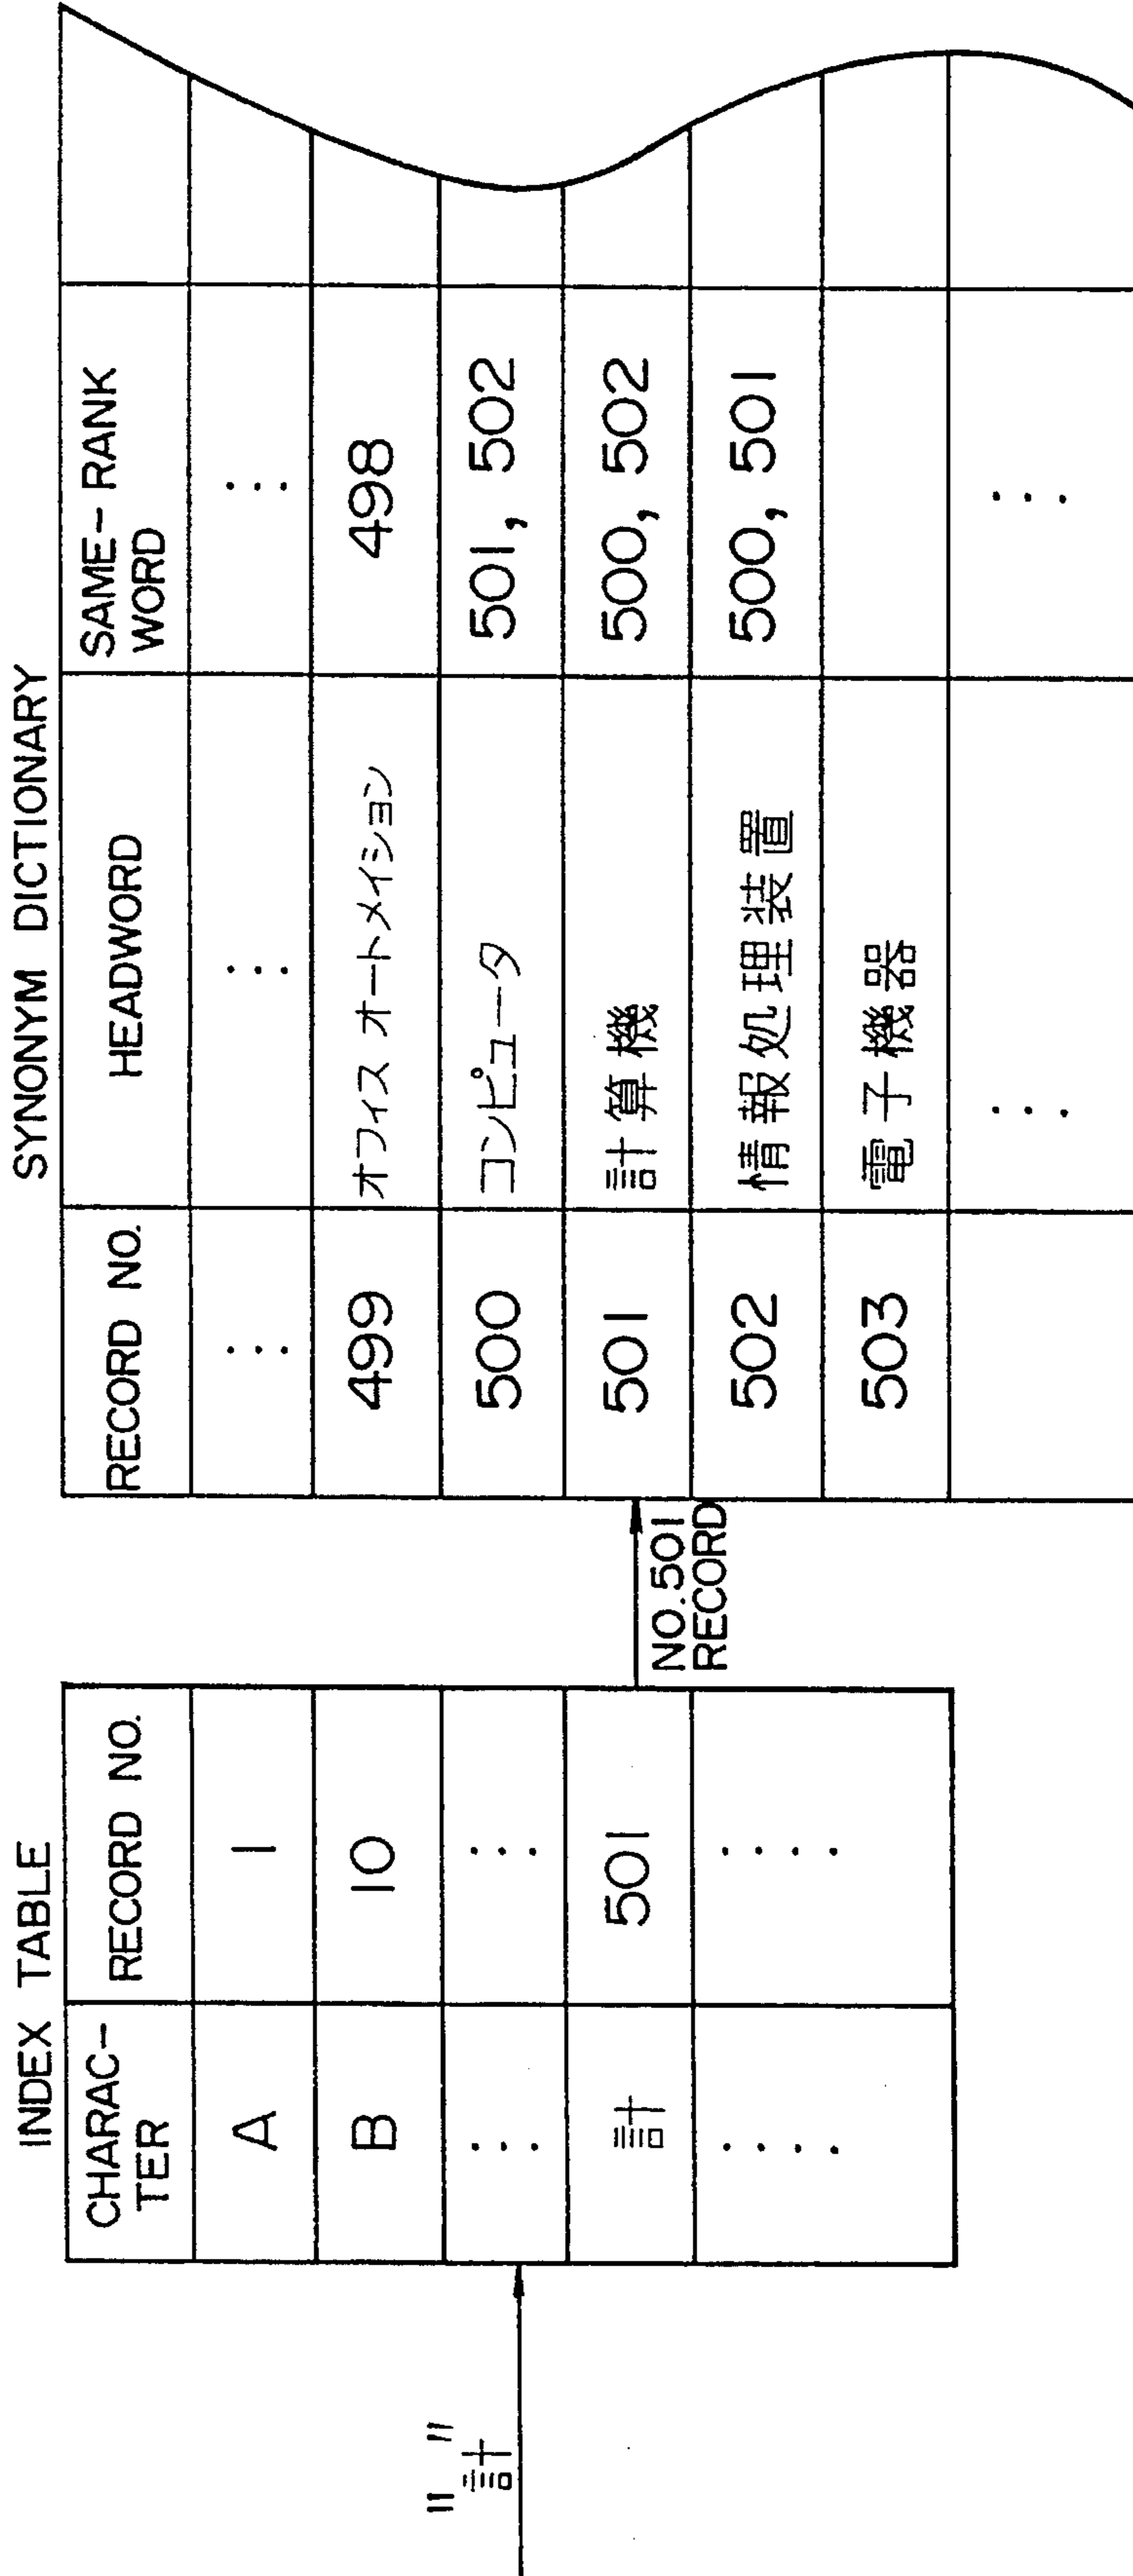 "計"
INDEX TABLE
CHARAC-
TER
RECORD NO.
A 1
B 10
... ...
計 501
.... ....
NO.501
RECORD
SYNONYM DICTIONARY
RECORD NO. HEADWORD SAME-RANK
WORD
... ... ...
499 オフィス オートメイション 498
500 コンピュータ 501, 502
501 計算機 500, 502
502 情報処理装置 500, 501
503 電子機器
... ...